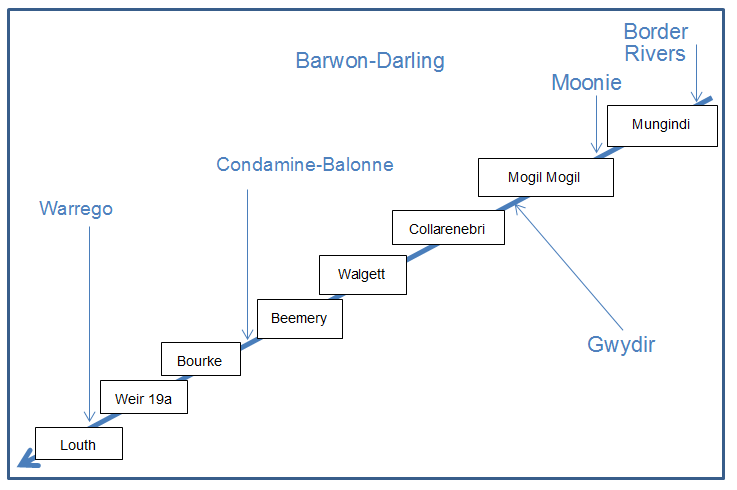 Border
Rivers
Barwon-Darling
Moonie
Mungindi
Condamine-Balonne
Mogil Mogil
Warrego
Collarenebri
Walgett
Beemery
Gwydir
Bourke
Weir 19a
Louth